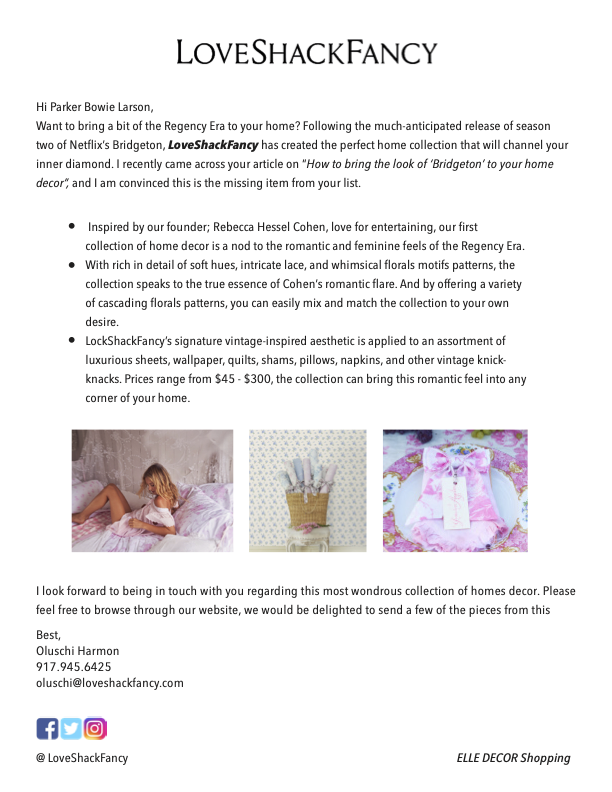 LOVESHACKFANCY
Hi Parker Bowie Larson,
Want to bring a bit of the Regency Era to your home? Following the much-anticipated release of season
two of Netflix's Bridgeton, LoveShackFancy has created the perfect home collection that will channel your
inner diamond. I recently came across your article on "How to bring the look of 'Bridgeton' to your home
decor", and I am convinced this is the missing item from your list.
• Inspired by our founder; Rebecca Hessel Cohen, love for entertaining, our first
collection of home decor is a nod to the romantic and feminine feels of the Regency Era.
• With rich in detail of soft hues, intricate lace, and whimsical florals motifs patterns, the
collection speaks to the true essence of Cohen's romantic flare. And by offering a variety
of cascading florals patterns, you can easily mix and match the collection to your own
desire.
• LockShackFancy's signature vintage-inspired aesthetic is applied to an assortment of
luxurious sheets, wallpaper, quilts, shams, pillows, napkins, and other vintage knick-
knacks. Prices range from $45 - $300, the collection can bring this romantic feel into any
corner of your home.
I look forward to being in touch with you regarding this most wondrous collection of homes decor. Please
feel free to browse through our website, we would be delighted to send a few of the pieces from this
Best,
Oluschi Harmon
917.945.6425
oluschi@loveshackfancy.com
@ LoveShackFancy
ELLE DECOR Shopping